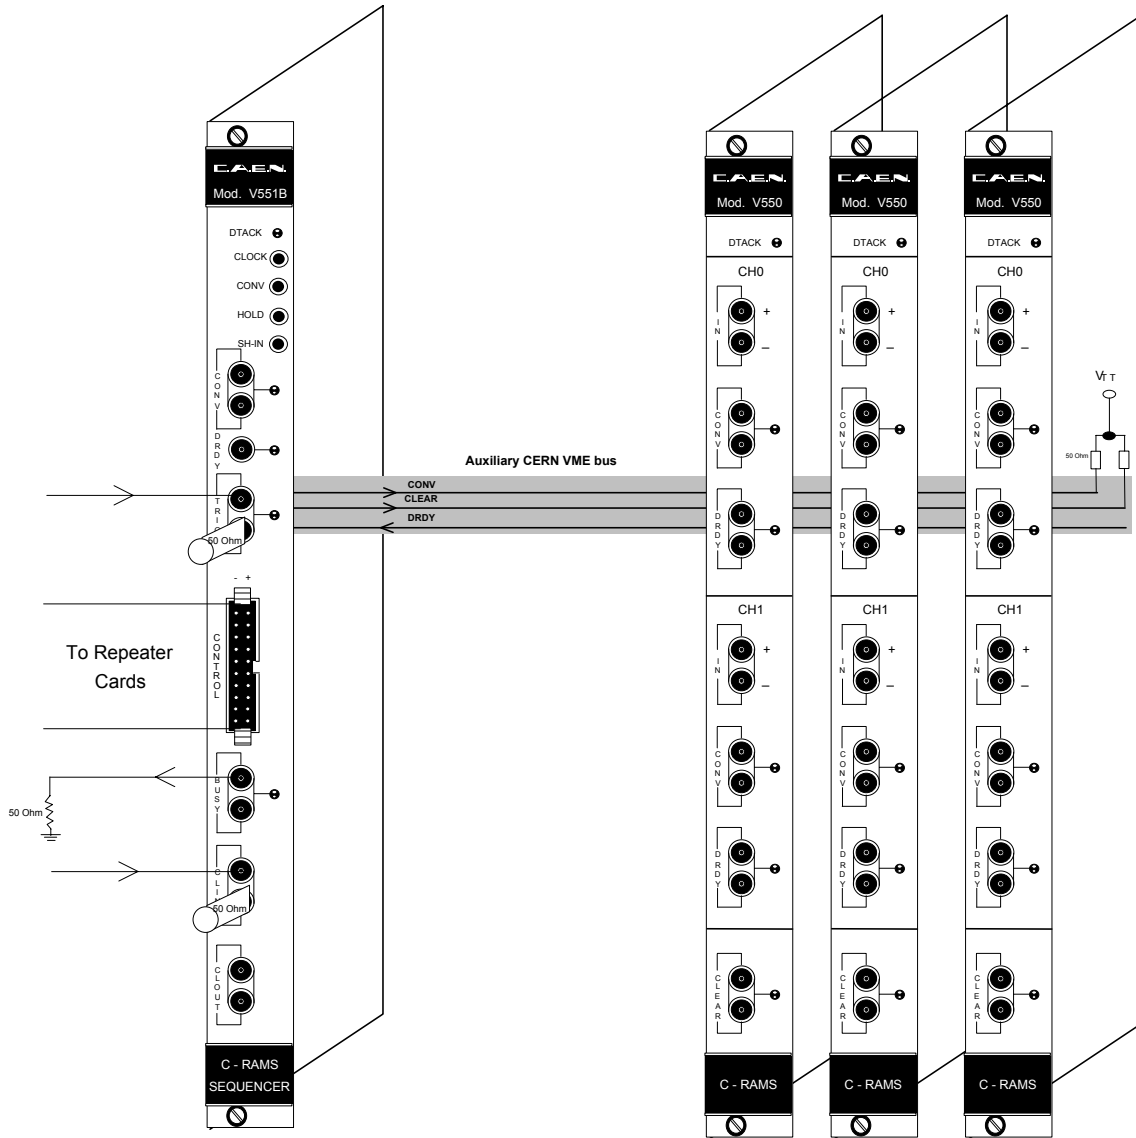 C.A.E.N.
Mod. V551B
DTACK
CLOCK
CONV
HOLD
SH-IN
CONV
DRDY
TRIG
50 Ohm
- +
CONTROL
To Repeater
Cards
BUSY
50 Ohm
50 Ohm
CLOUT
C - RAMS
SEQUENCER
Auxiliary CERN VME bus
CONV
CLEAR
DRDY
C.A.E.N.
Mod. V550
DTACK
CH0
IN
+
–
CONV
DRDY
CH1
IN
+
–
CONV
DRDY
CLEAR
C - RAMS
C.A.E.N.
Mod. V550
DTACK
CH0
IN
+
–
CONV
DRDY
CH1
IN
+
–
CONV
DRDY
CLEAR
C - RAMS
C.A.E.N.
Mod. V550
DTACK
CH0
IN
+
–
CONV
DRDY
CH1
IN
+
–
CONV
DRDY
CLEAR
C - RAMS
VTT
50 Ohm